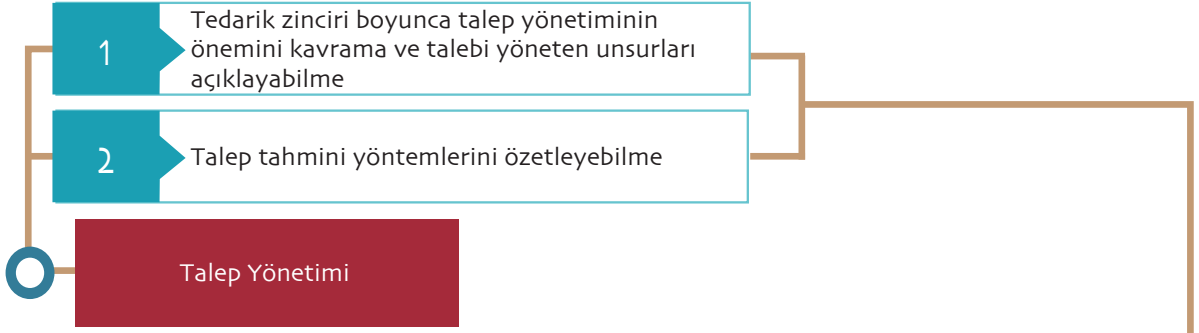 1
Tedarik zinciri boyunca talep yönetiminin
önemini kavrama ve talebi yöneten unsurları
açıklayabilme
2
Talep tahmini yöntemlerini özetleyebilme
Talep Yönetimi